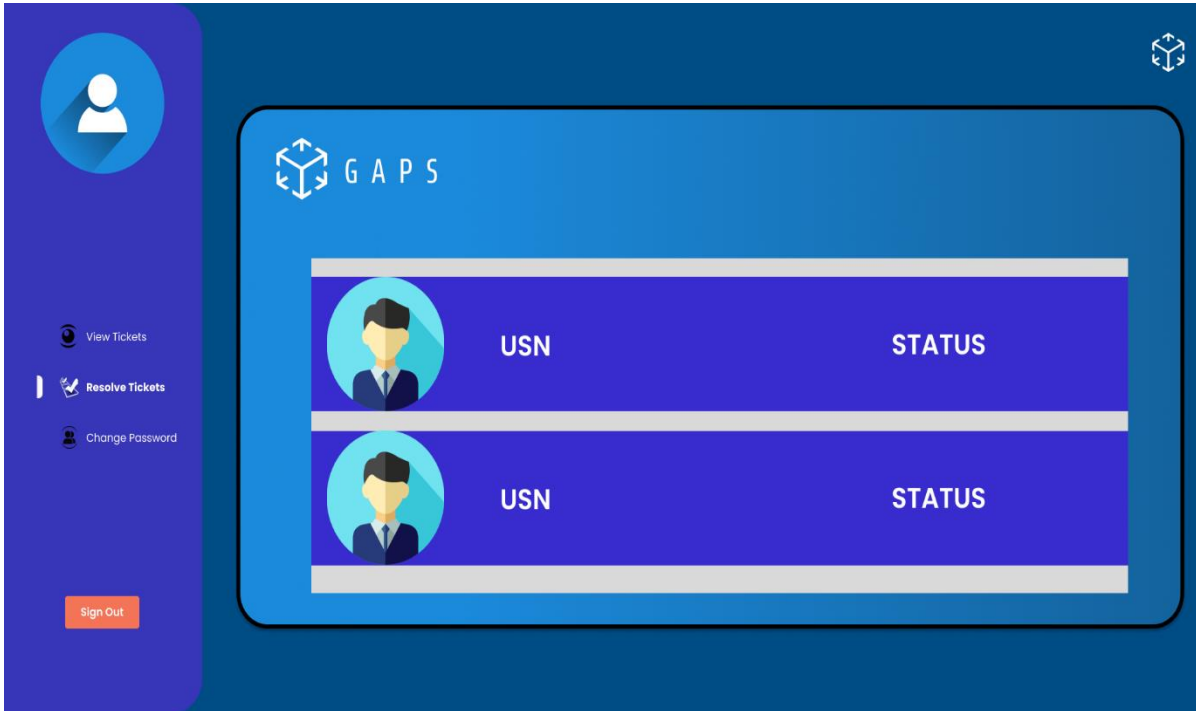 GAPS
View Tickets
Resolve Tickets
Change Password
Sign Out
USN STATUS
USN STATUS